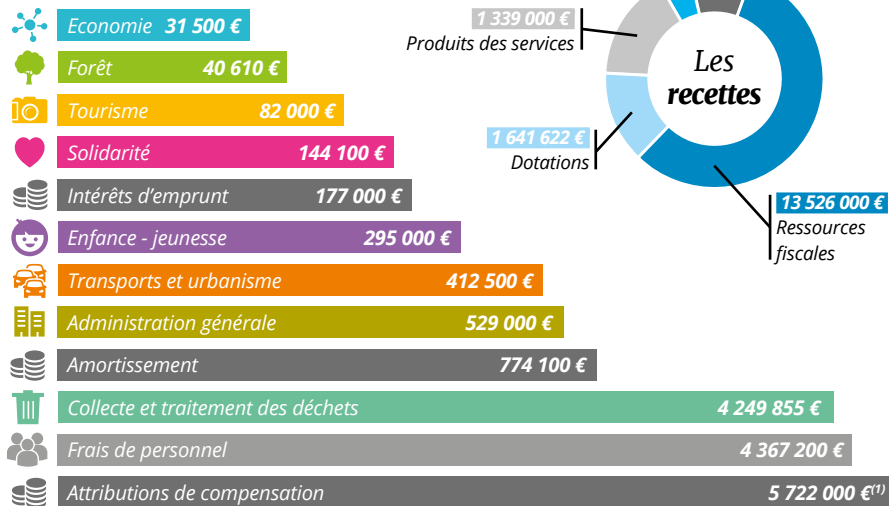 Economie 31 500 €
Forêt 40 610 €
Tourisme 82 000 €
Solidarité 144 100 €
Intérêts d'emprunt 177 000 €
Enfance - jeunesse 295 000 €
Transports et urbanisme 412 500 €
Administration générale 529 000 €
Amortissement 774 100 €
Collecte et traitement des déchets 4 249 855 €
Frais de personnel 4 367 200 €
Attributions de compensation 5 722 000 €(1)
1 339 000 €
Produits des services
Les
recettes
1 641 622 €
Dotations
13 526 000 €
Ressources
fiscales